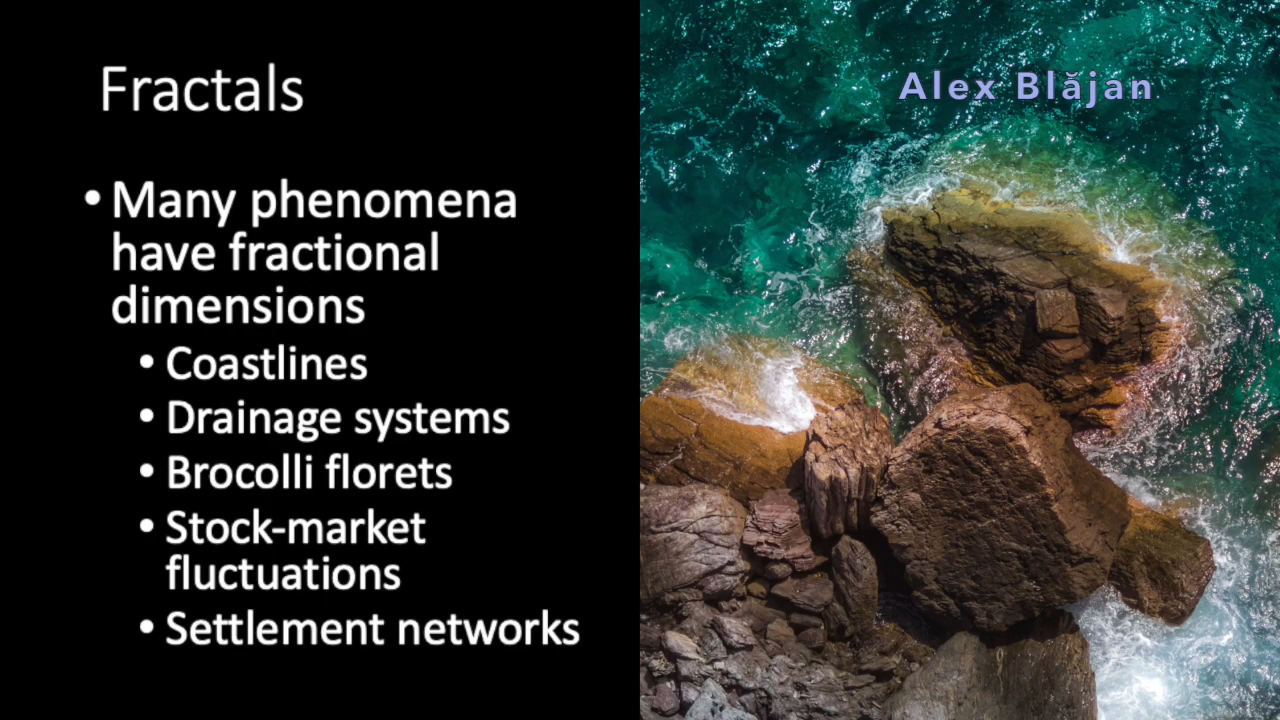 Fractals
• Many phenomena
have fractional
dimensions
• Coastlines
• Drainage systems
• Brocolli florets
• Stock-market
fluctuations
• Settlement networks
Alex Blăjan